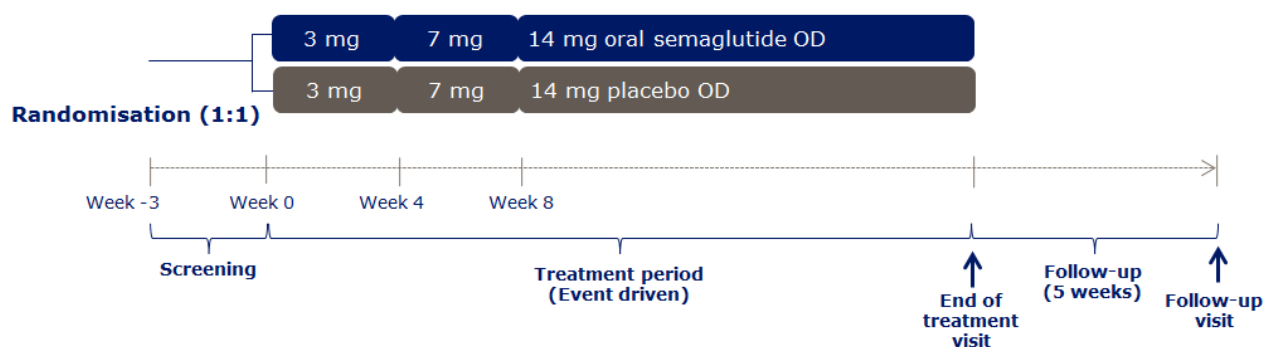 3 mg 7 mg 14 mg oral semaglutide OD
3 mg 7 mg 14 mg placebo OD
Randomisation (1:1)
Week -3 Week 0 Week 4 Week 8
Screening
Treatment period
(Event driven)
End of
treatment
visit
Follow-up
(5 weeks)
Follow-up
visit